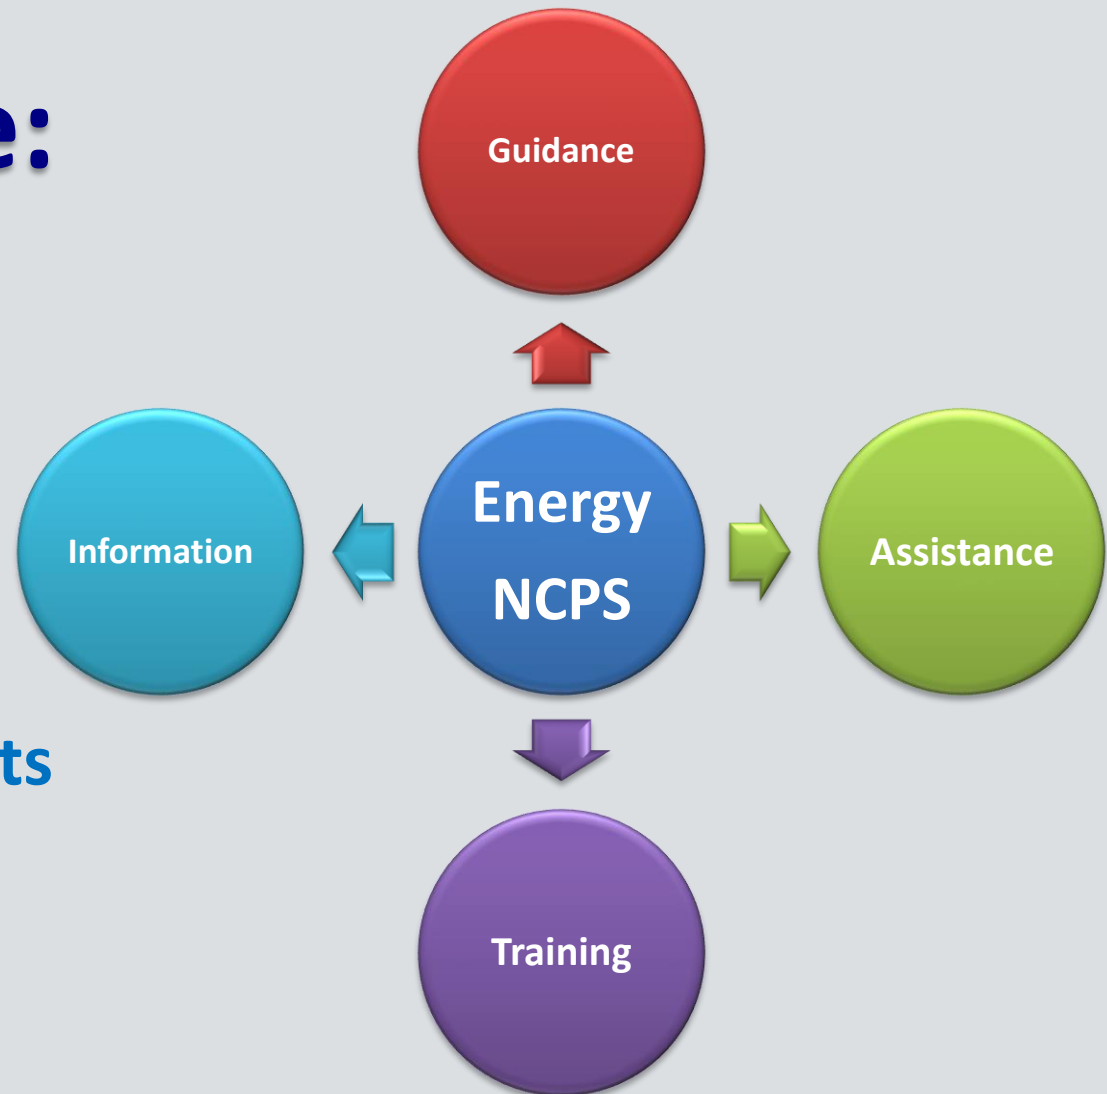 e:
Guidance
Information
Energy
NCPS
Assistance
ts
Training